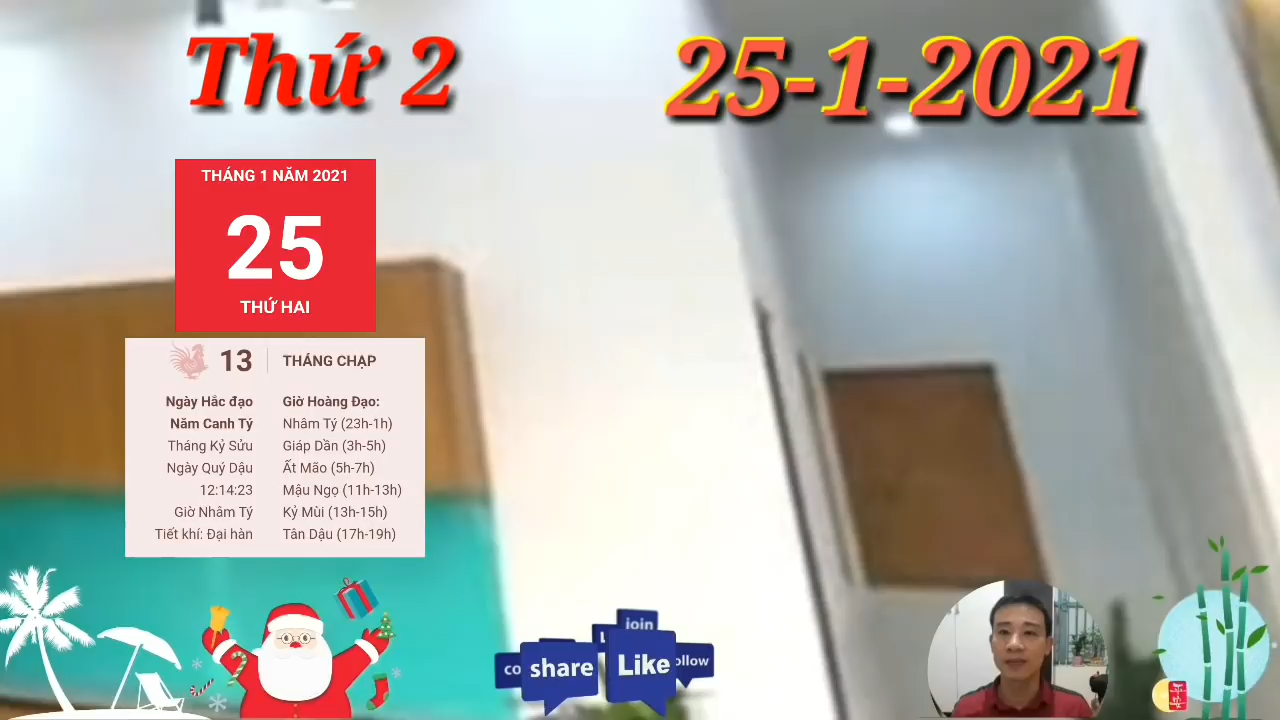 Thứ 2
25-1-2021
THÁNG 1 NĂM 2021
25
THỨ HAI
13
THÁNG CHẠP
Ngày Hắc đạo
Năm Canh Tý
Tháng Kỷ Sửu
Ngày Quý Dậu
12:14:23
Giờ Nhâm Tý
Tiết khí: Đại hàn
Giờ Hoàng Đạo:
Nhâm Tý (23h-1h)
Giáp Dần (3h-5h)
Ất Mão (5h-7h)
Mậu Ngọ (11h-13h)
Kỷ Mùi (13h-15h)
Tân Dậu (17h-19h)
join
L
co
share
Like
ollow